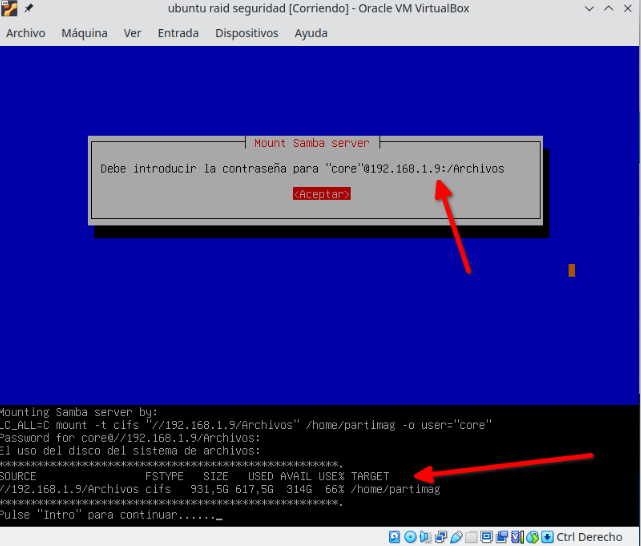 ubuntu raid seguridad [Corriendo] - Oracle VM VirtualBox
Archivo Máquina Ver Entrada Dispositivos Ayuda
Mount Samba server
Debe introducir la contraseña para "core"@192.168.1.9:/Archivos
<Aceptar>
Mounting Samba server by:
LC_ALL=C mount -t cifs "//192.168.1.9/Archivos" /home/partimag -o user="core"
Password for core@//192.168.1.9/Archivos:
El uso del disco del sistema de archivos:
*****************************************************.
SOURCE FSTYPE SIZE USED AVAIL USE% TARGET
//192.168.1.9/Archivos cifs 931,5G 617,5G 314G 66% /home/partimag
*****************************************************.
Pulse "Intro" para continuar......_
Ctrl Derecho